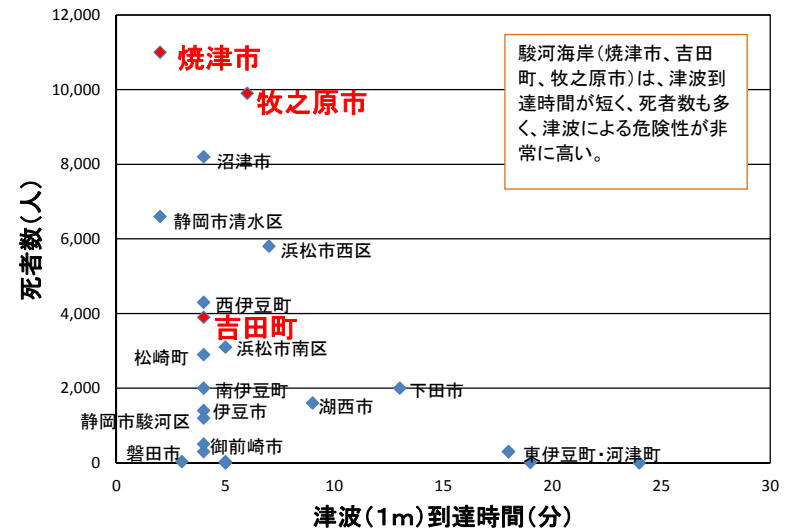 12,000
10,000
8,000
6,000
4,000
2,000
0
死者数(人)
駿河海岸(焼津市、吉田
町、牧之原市)は、津波到
達時間が短く、死者数も多
く、津波による危険性が非
常に高い。
焼津市
牧之原市
沼津市
静岡市清水区
浜松市西区
西伊豆町
吉田町
浜松市南区
松崎町
南伊豆町
下田市
伊豆市
湖西市
静岡市駿河区
御前崎市
磐田市
東伊豆町・河津町
0
5
10
15
20
25
30
津波(1m)到達時間(分)